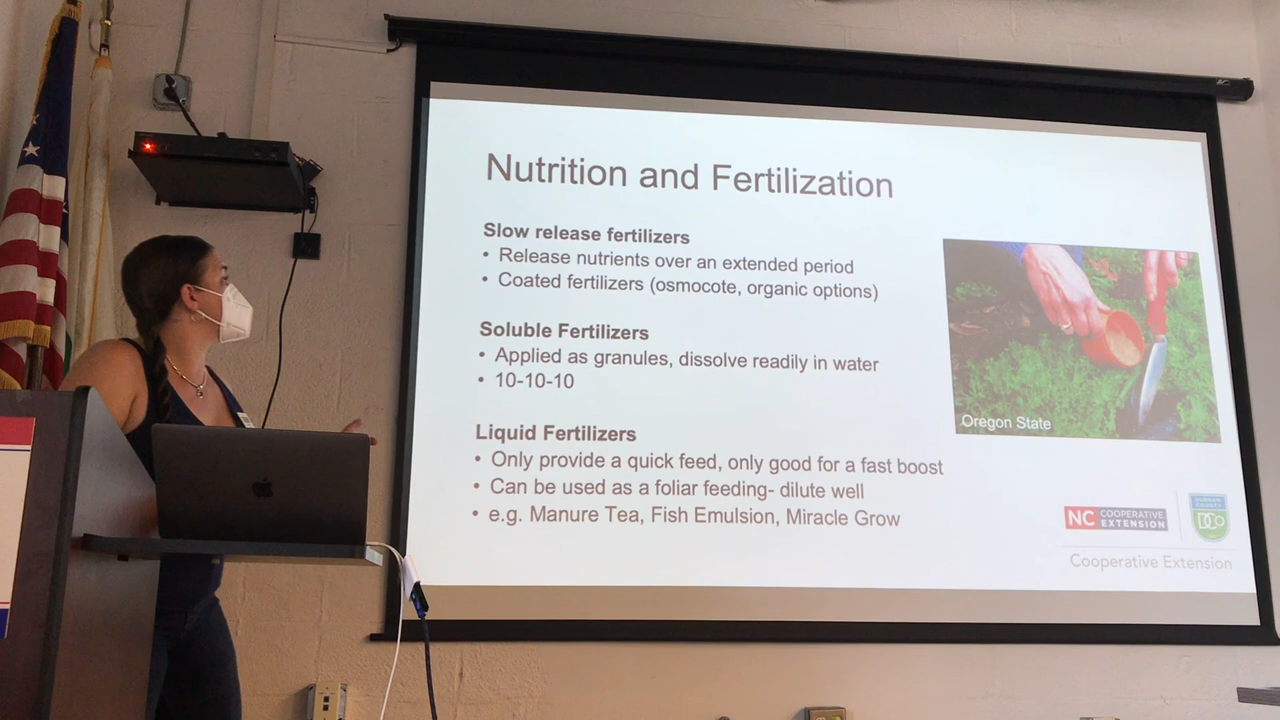 Nutrition and Fertilization
Slow release fertilizers
• Release nutrients over an extended period
• Coated fertilizers (osmocote, organic options)
Soluble Fertilizers
• Applied as granules, dissolve readily in water
• 10-10-10
Liquid Fertilizers
• Only provide a quick feed, only good for a fast boost
• Can be used as a foliar feeding- dilute well
• e.g. Manure Tea, Fish Emulsion, Miracle Grow
Oregon State
NC COOPERATIVE
EXTENSION
COUNTY
DCo
Cooperative Extension